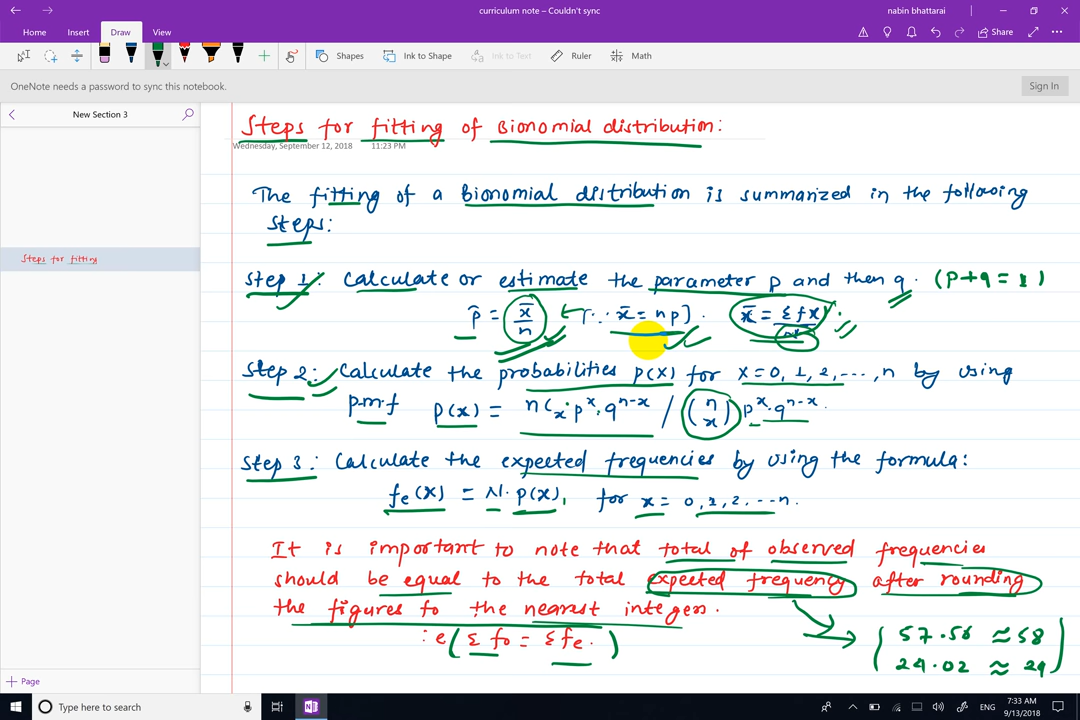 curriculum note – Couldn't sync
nabin bhattarai
Home Insert Draw View
Share
Shapes Ink to Shape Ink to Text Ruler Math
OneNote needs a password to sync this notebook.
Sign In
New Section 3
Steps for fitting
Page
Steps for fitting of Bionomial distribution:
Wednesday, September 12, 2018 11:23 PM
The fitting of a bionomial distribution is summarized in the following
steps:
Step 1: Calculate or estimate the parameter p and then q. (p+q = 1)
p̂ = x̄/n [∵ x̄ = np]. x̄ = Σfx/N
Step 2: Calculate the probabilities p(x) for x=0, 1, 2, ..., n by using
p.m.f p(x) = nCx p^x. q^n-x / (n x) p^x. q^n-x.
Step 3: Calculate the expeted frequencies by using the formula:
fe(x) = N. p(x), for x = 0, 1, 2, ... n.
It is important to note that total of observed frequencies
should be equal to the total expected frequency after rounding
the figures to the nearest integer.
:e (Σ fo = Σ fe.)
57.56 ≈ 58
24.02 ≈ 24
Type here to search
ENG
7:33 AM
9/13/2018